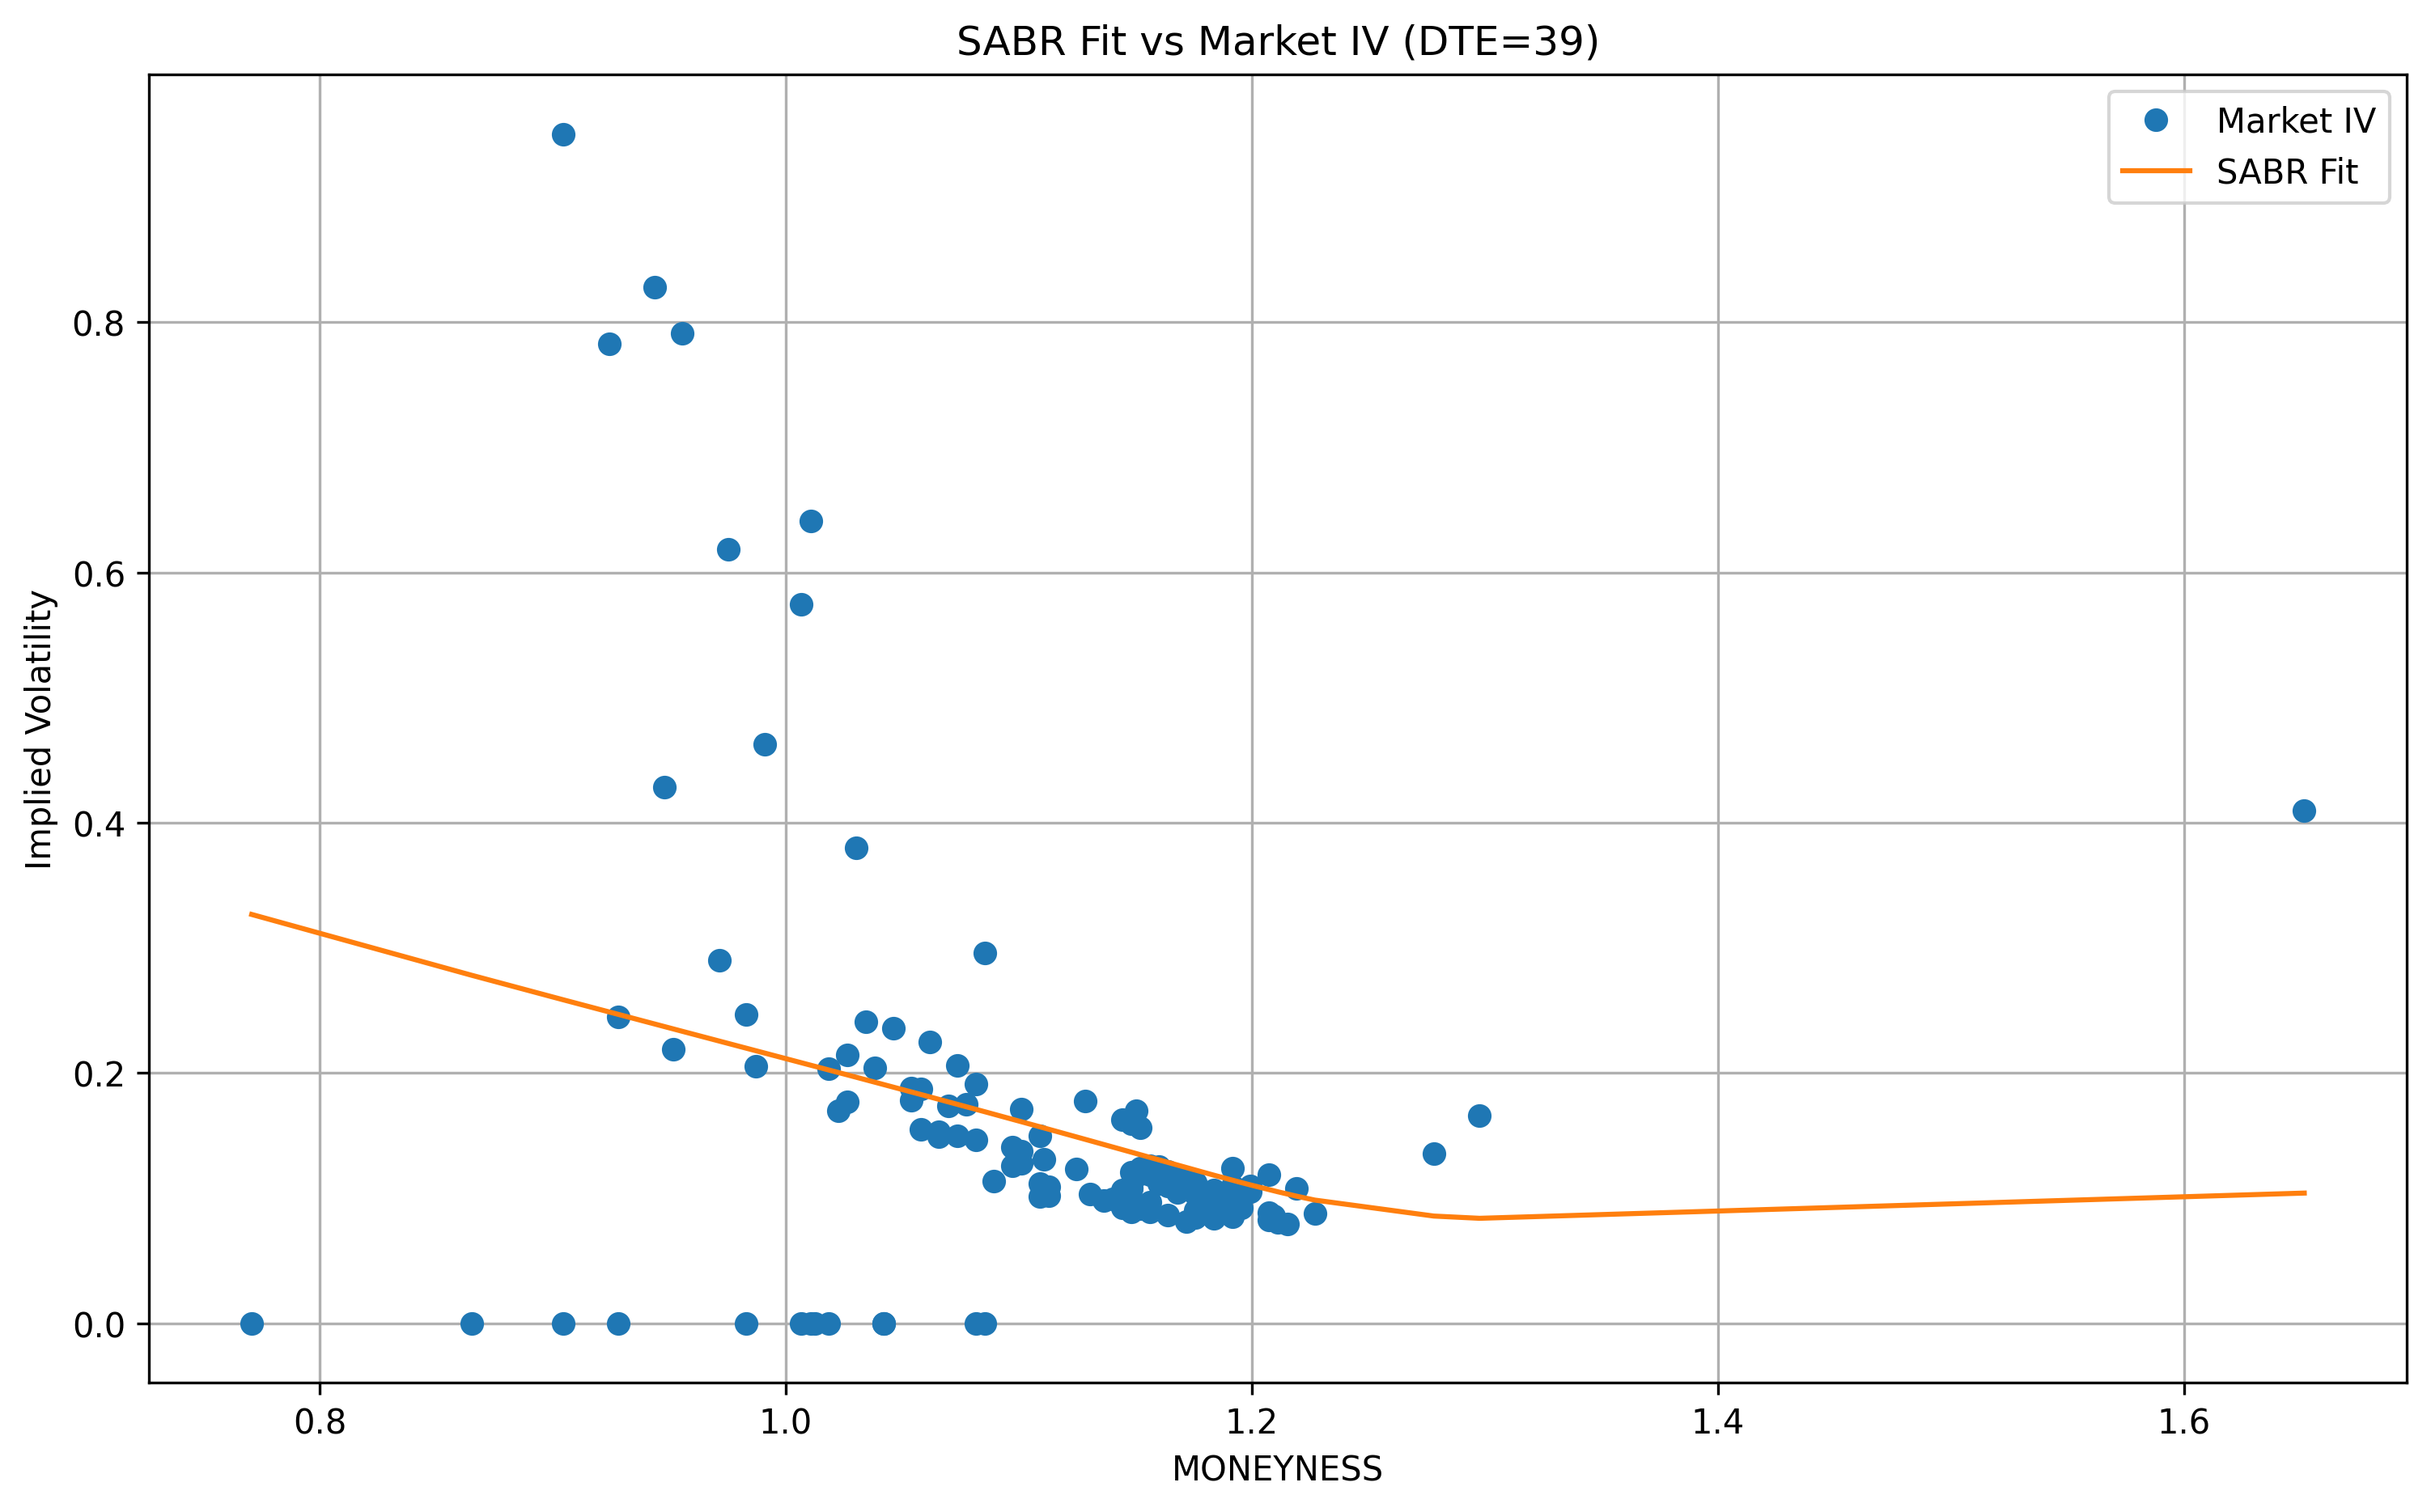 SABR Fit vs Market IV (DTE=39)
Market IV
SABR Fit
Implied Volatility
0.8
0.6
0.4
0.2
0.0
0.8
1.0
1.2
1.4
1.6
MONEYNESS